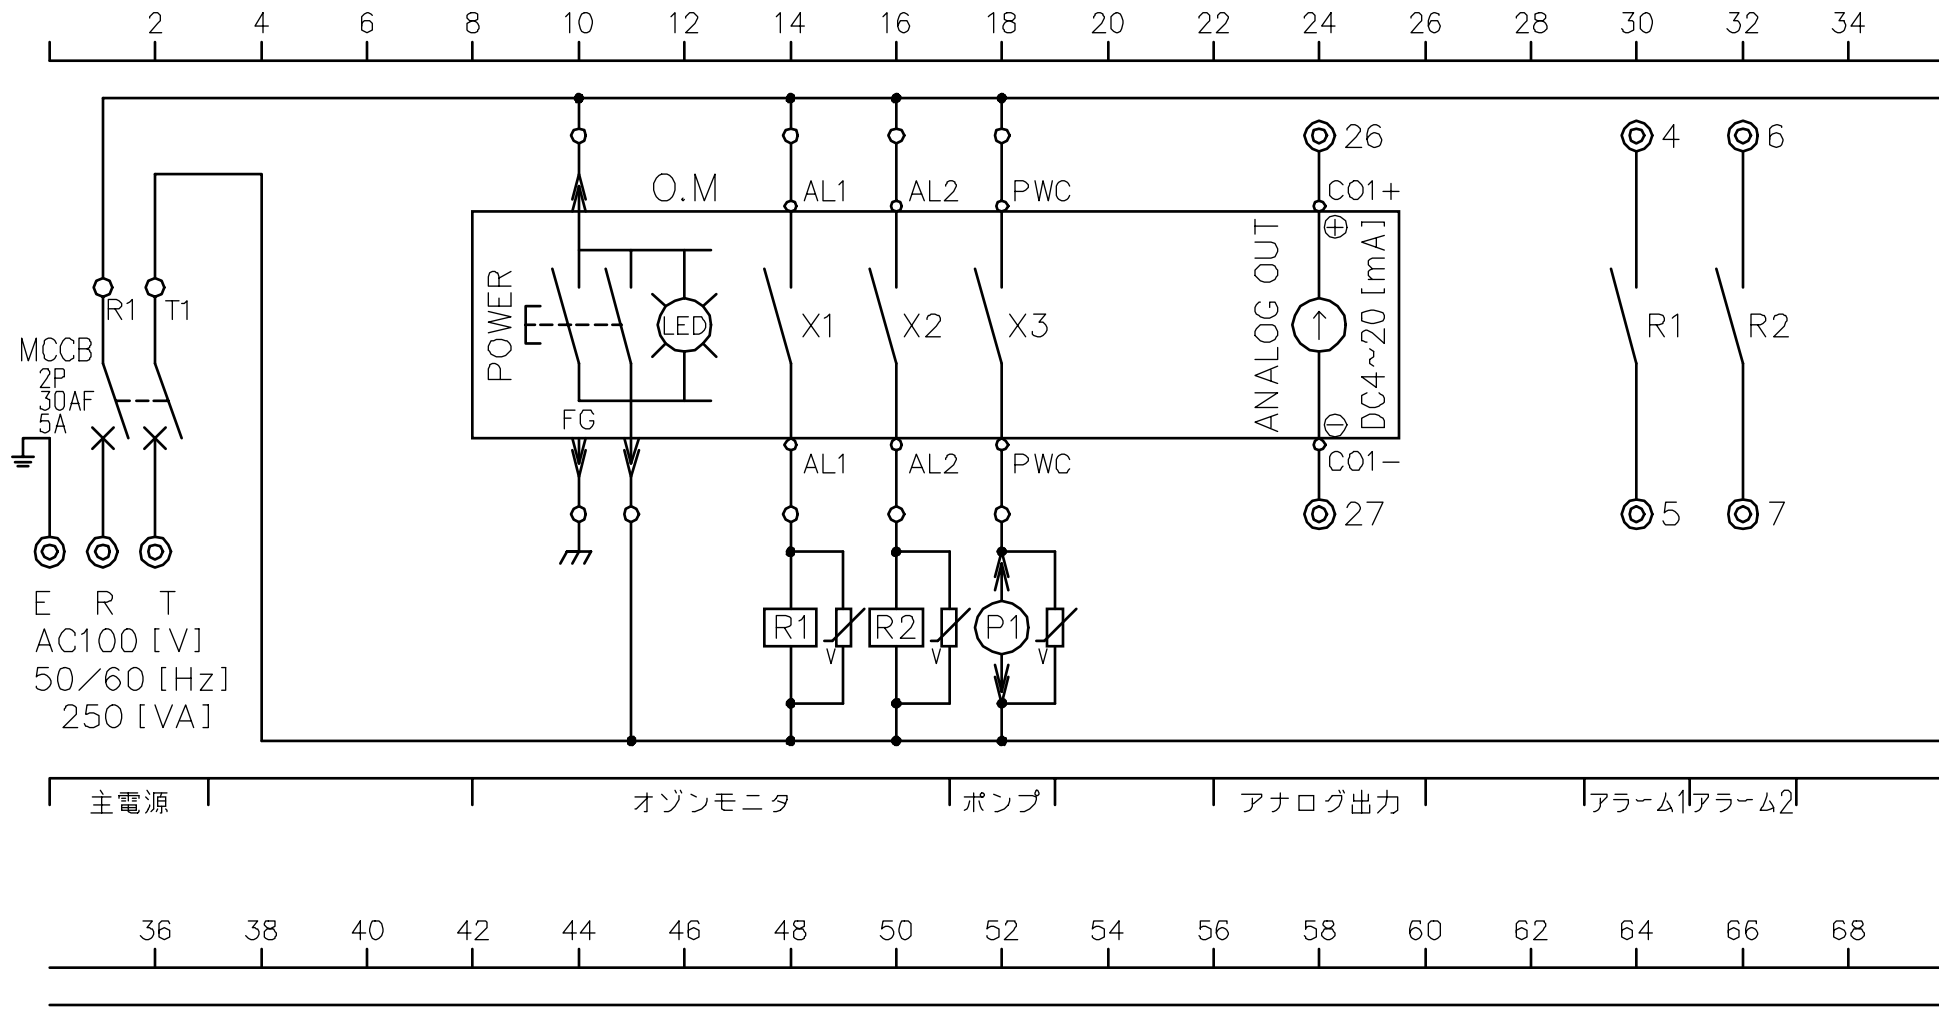 2 4 6 8 10 12 14 16 18 20 22 24 26 28 30 32 34
26 4 6
O.M AL1 AL2 PWC CO1+
R1 T1
MCCB
2P
30AF
5A
POWER
LED
X1 X2 X3
ANALOG OUT
DC4~20 [mA]
R1 R2
FG
AL1 AL2 PWC CO1-
27 5 7
E R T
AC100 [V]
50/60 [Hz]
250 [VA]
R1 V R2 V P1 V
主電源 オゾンモニタ ポンプ アナログ出力 アラーム1 アラーム2
36 38 40 42 44 46 48 50 52 54 56 58 60 62 64 66 68